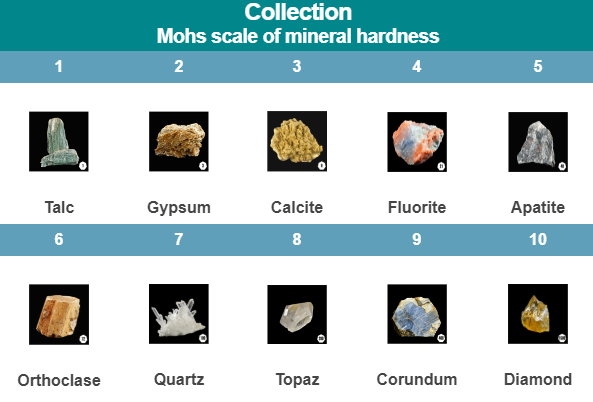 Collection
Mohs scale of mineral hardness
1 2 3 4 5
Talc Gypsum Calcite Fluorite Apatite
6 7 8 9 10
Orthoclase Quartz Topaz Corundum Diamond